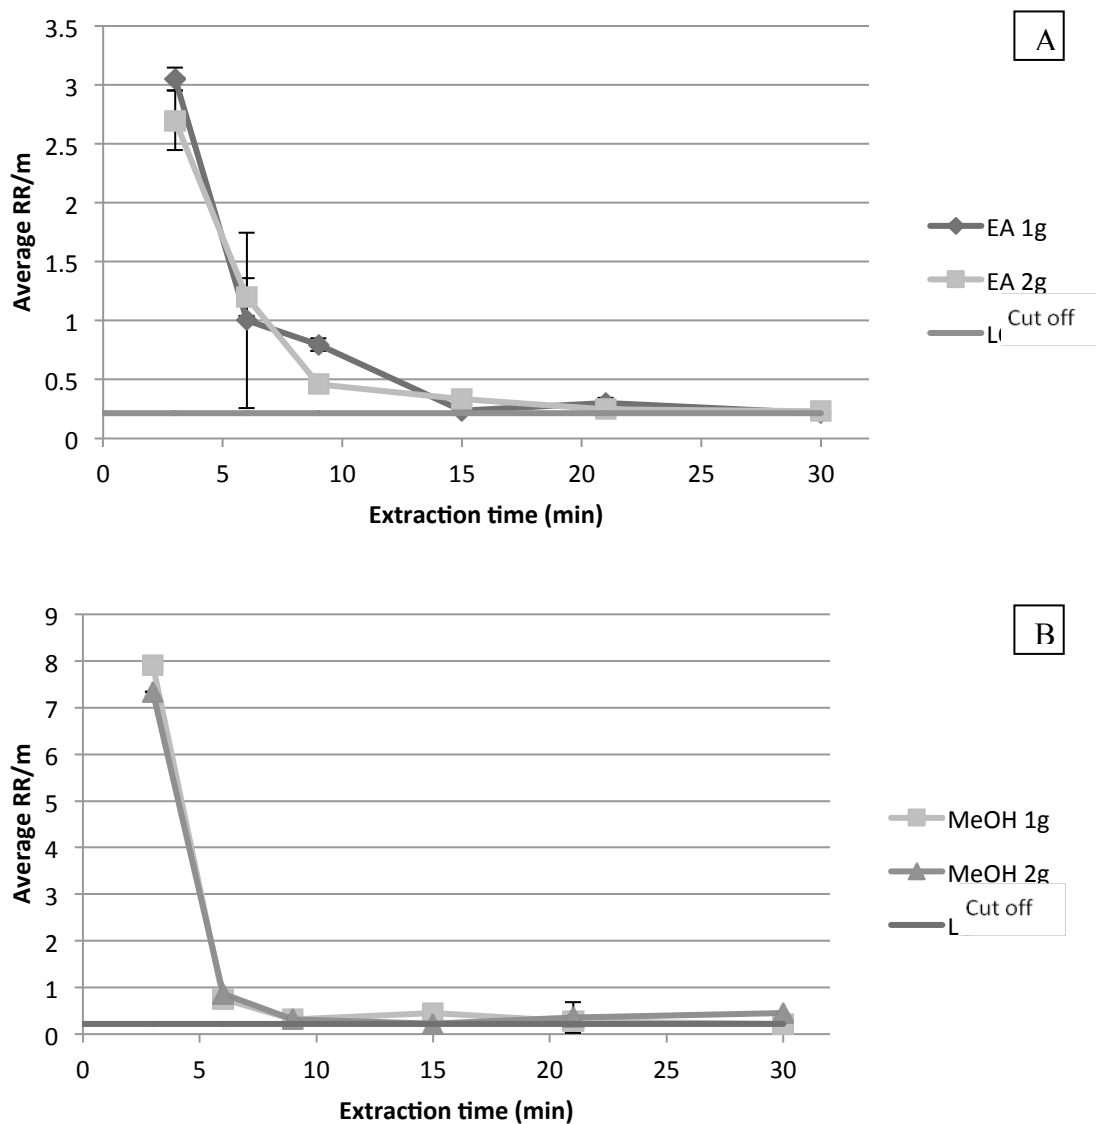 A
3.5
3
2.5
2
1.5
1
0.5
0
Average RR/m
0 5 10 15 20 25 30
Extraction time (min)
EA 1g
EA 2g
Cut off
B
9
8
7
6
5
4
3
2
1
0
Average RR/m
0 5 10 15 20 25 30
Extraction time (min)
MeOH 1g
MeOH 2g
Cut off